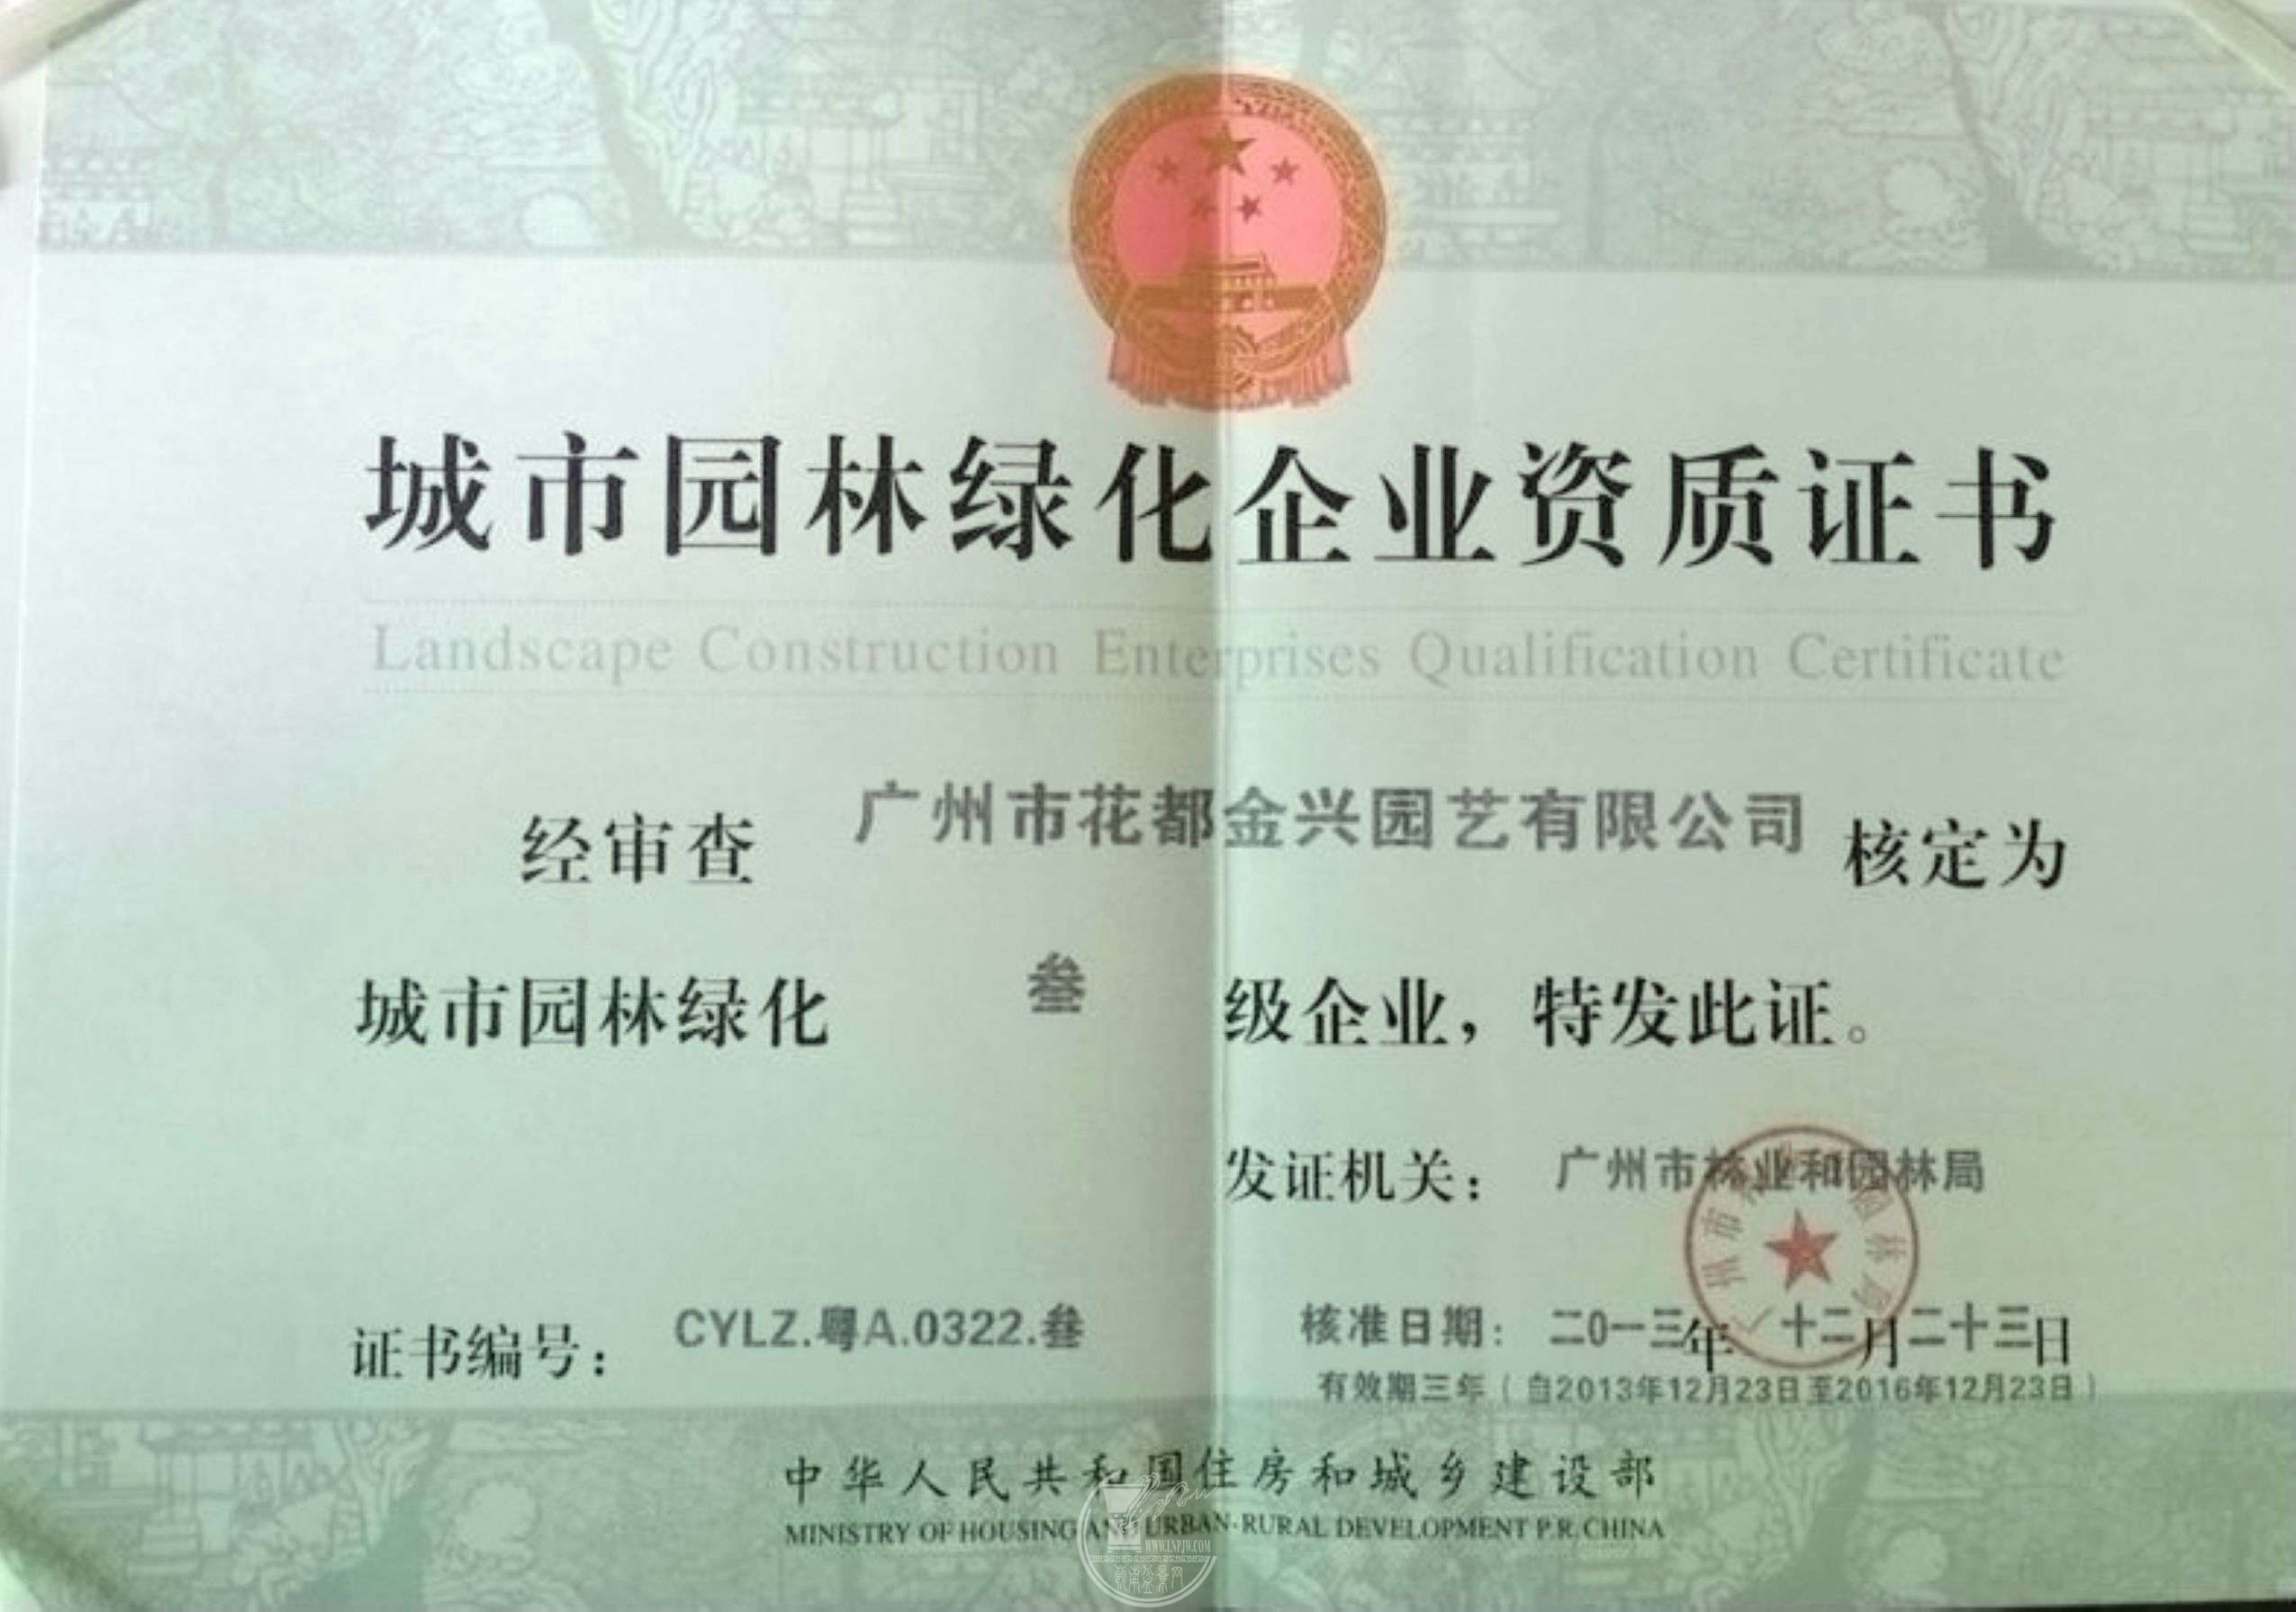 城市园林绿化企业资质证书
Landscape Construction Enterprises Qualification Certificate
经审查 广州市花都金兴园艺有限公司 核定为
城市园林绿化 叁 级企业，特发此证。
发证机关： 广州市林业和园林局
证书编号： CYLZ.粤A.0322.叁
核准日期： 二0一三年 十二月二十三日
有效期三年（自2013年12月23日至2016年12月23日）
中华人民共和国住房和城乡建设部
MINISTRY OF HOUSING AND URBAN-RURAL DEVELOPMENT P.R.CHINA
WWW.LNPJW.COM